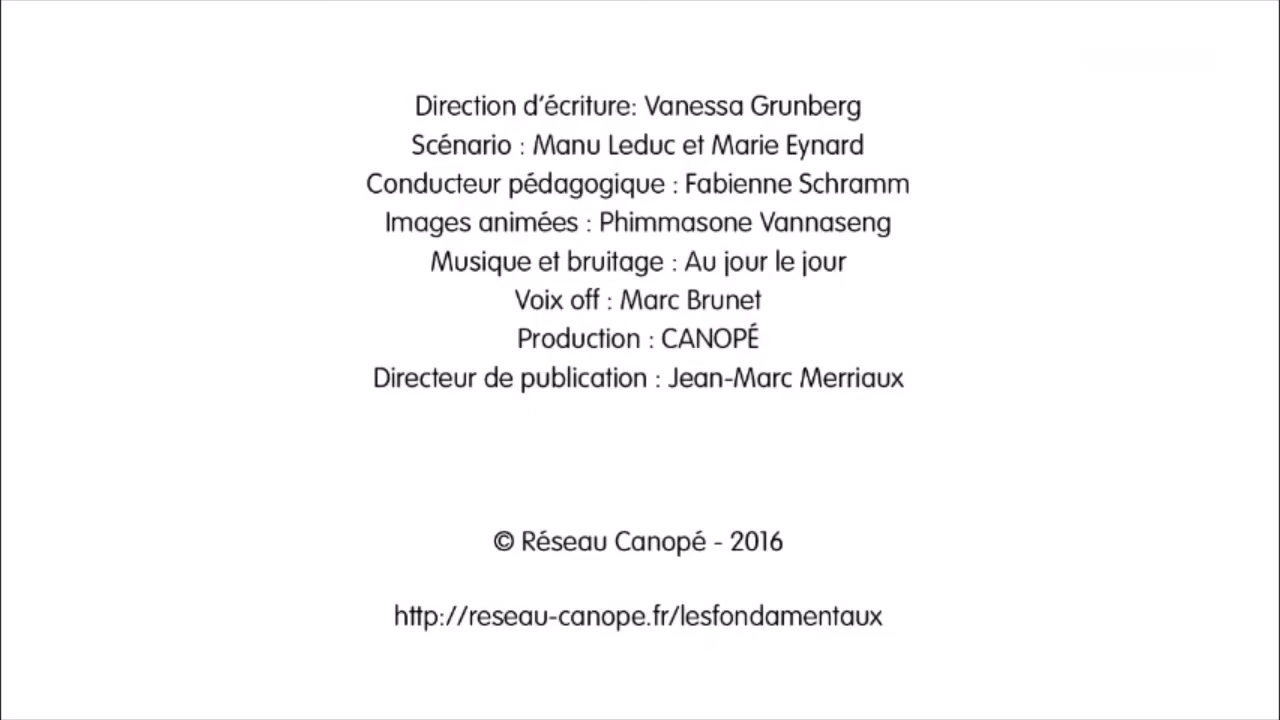 Direction d'écriture: Vanessa Grunberg
Scénario : Manu Leduc et Marie Eynard
Conducteur pédagogique : Fabienne Schramm
Images animées : Phimmasone Vannaseng
Musique et bruitage : Au jour le jour
Voix off : Marc Brunet
Production : CANOPÉ
Directeur de publication : Jean-Marc Merriaux
© Réseau Canopé - 2016
http://reseau-canope.fr/lesfondamentaux